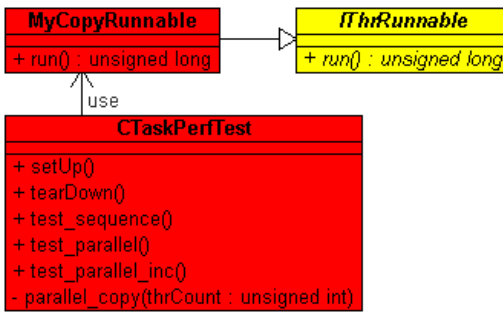 MyCopyRunnable
IThrRunnable
+ run() : unsigned long
+ run() : unsigned long
use
CTaskPerfTest
+ setUp()
+ tearDown()
+ test_sequence()
+ test_parallel()
+ test_parallel_inc()
- parallel_copy(thrCount : unsigned int)